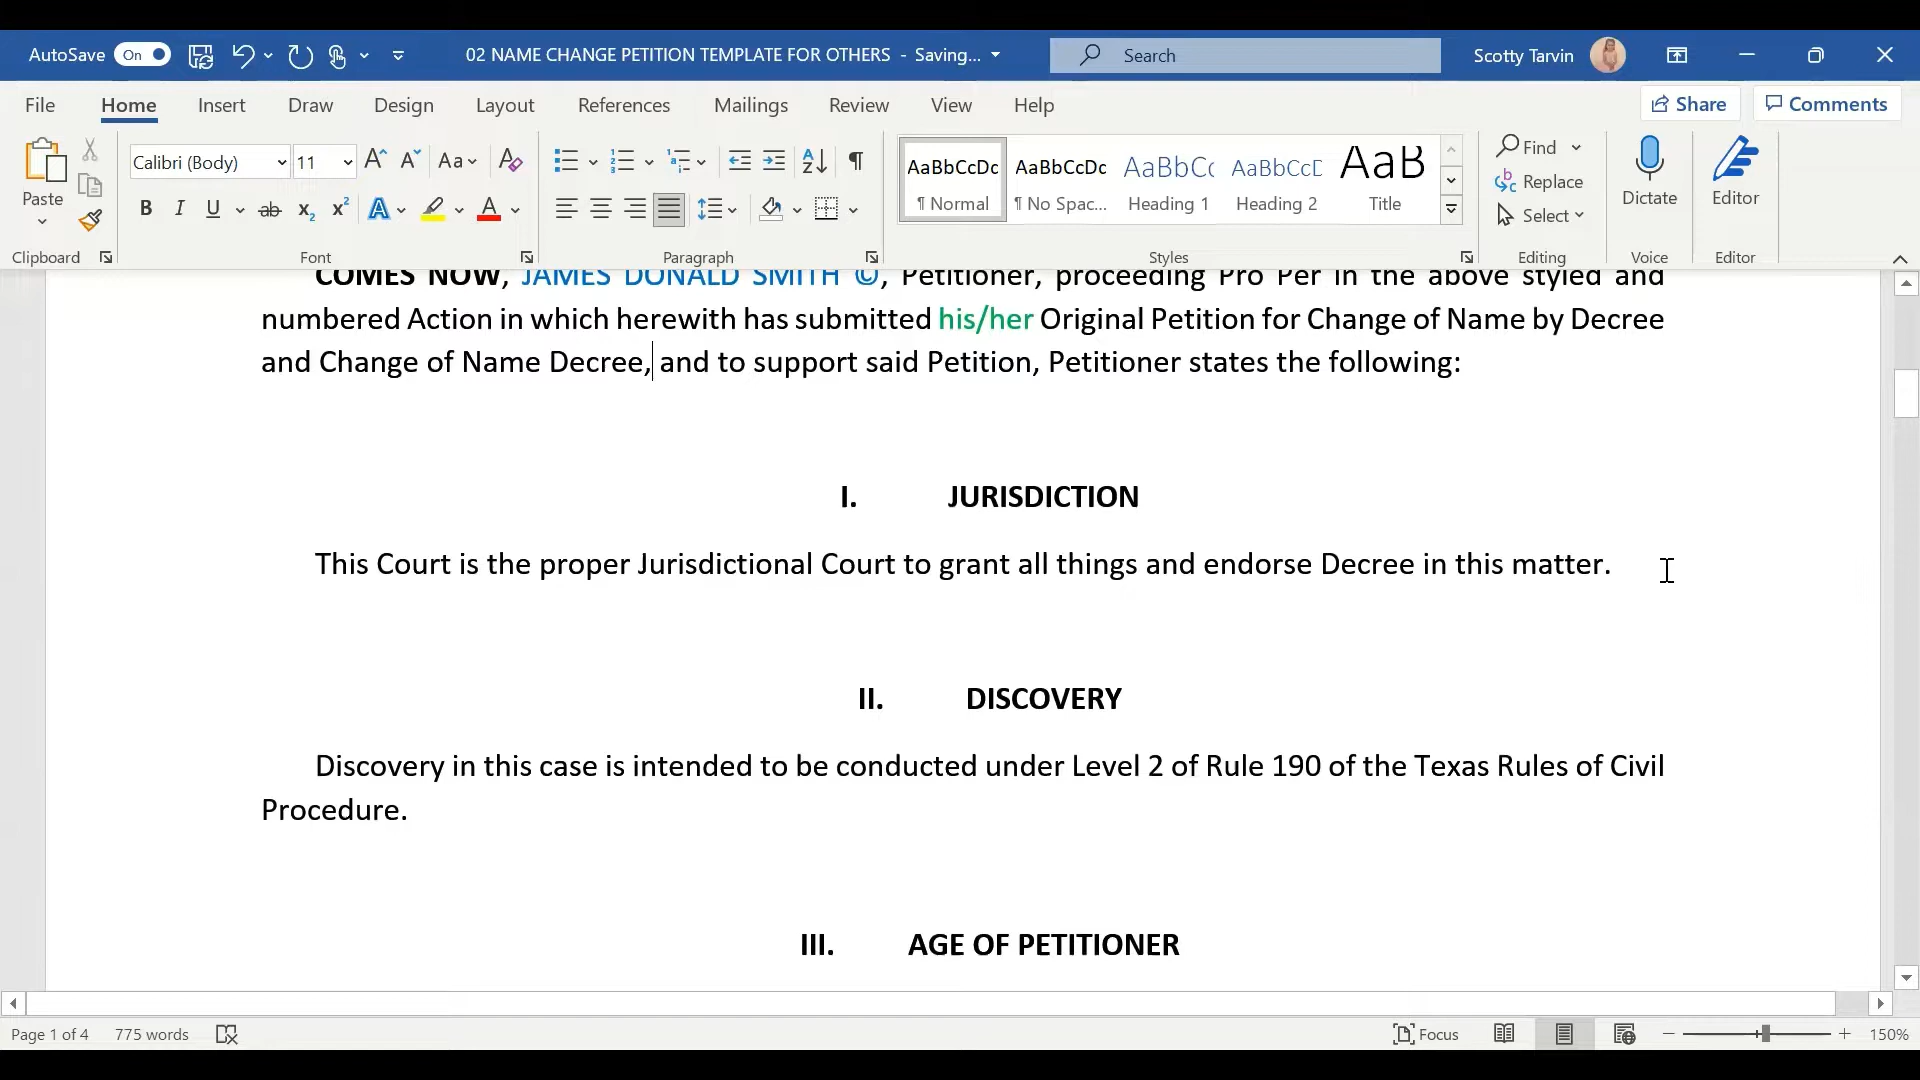 AutoSave On 02 NAME CHANGE PETITION TEMPLATE FOR OTHERS - Saving... Search Scotty Tarvin
File Home Insert Draw Design Layout References Mailings Review View Help Share Comments
Paste
Clipboard
Calibri (Body) 11 A A Aa A
B I U ab x2 x2 A A
Font
Paragraph
AaBbCcDc AaBbCcDc AaBbCc AaBbCcD AaB
¶ Normal ¶ No Spac... Heading 1 Heading 2 Title
Styles
Find
Replace
Select
Editing
Dictate
Voice
Editor
Editor
COMES NOW, JAMES DONALD SMITH ©, Petitioner, proceeding Pro Per in the above styled and
numbered Action in which herewith has submitted his/her Original Petition for Change of Name by Decree
and Change of Name Decree, and to support said Petition, Petitioner states the following:
I. JURISDICTION
This Court is the proper Jurisdictional Court to grant all things and endorse Decree in this matter.
II. DISCOVERY
Discovery in this case is intended to be conducted under Level 2 of Rule 190 of the Texas Rules of Civil
Procedure.
III. AGE OF PETITIONER
Page 1 of 4 775 words Focus 150%